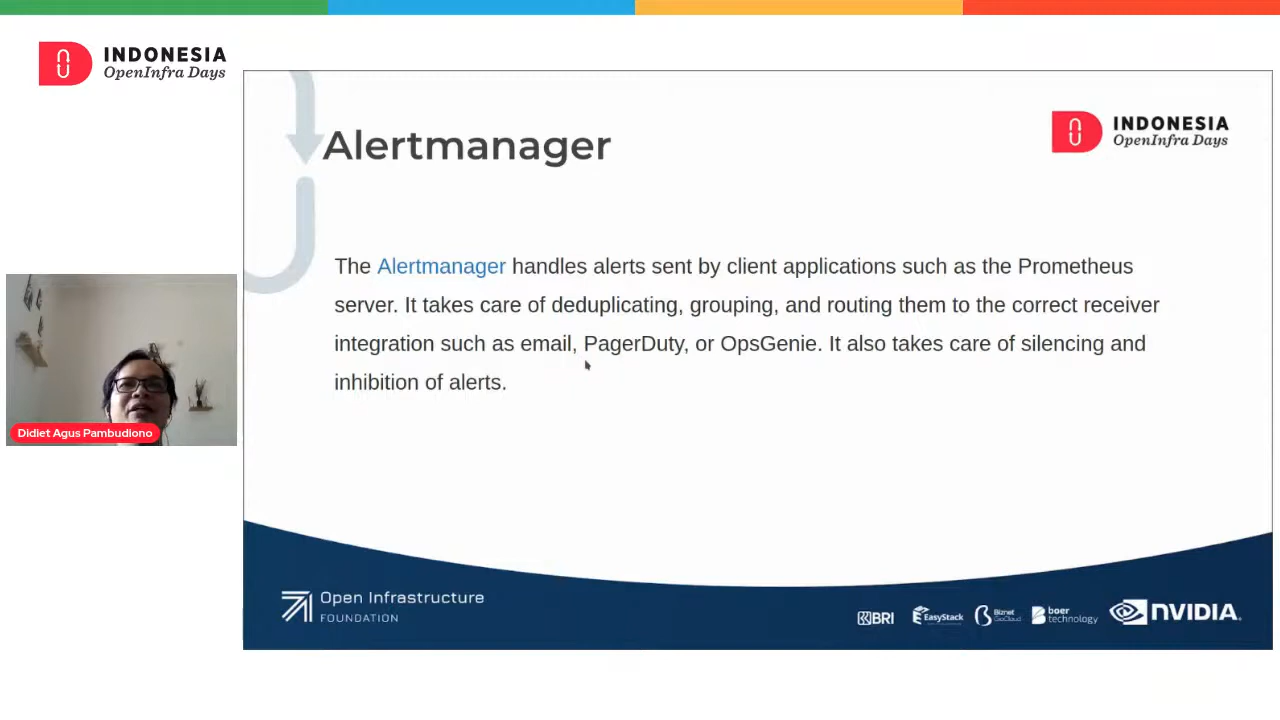 INDONESIA
OpenInfra Days
Alertmanager
INDONESIA
OpenInfra Days
The Alertmanager handles alerts sent by client applications such as the Prometheus
server. It takes care of deduplicating, grouping, and routing them to the correct receiver
integration such as email, PagerDuty, or OpsGenie. It also takes care of silencing and
inhibition of alerts.
Didiet Agus Pambudiono
Open Infrastructure
FOUNDATION
BRI
EasyStack
Biznet
GioCloud
boer
technology
NVIDIA